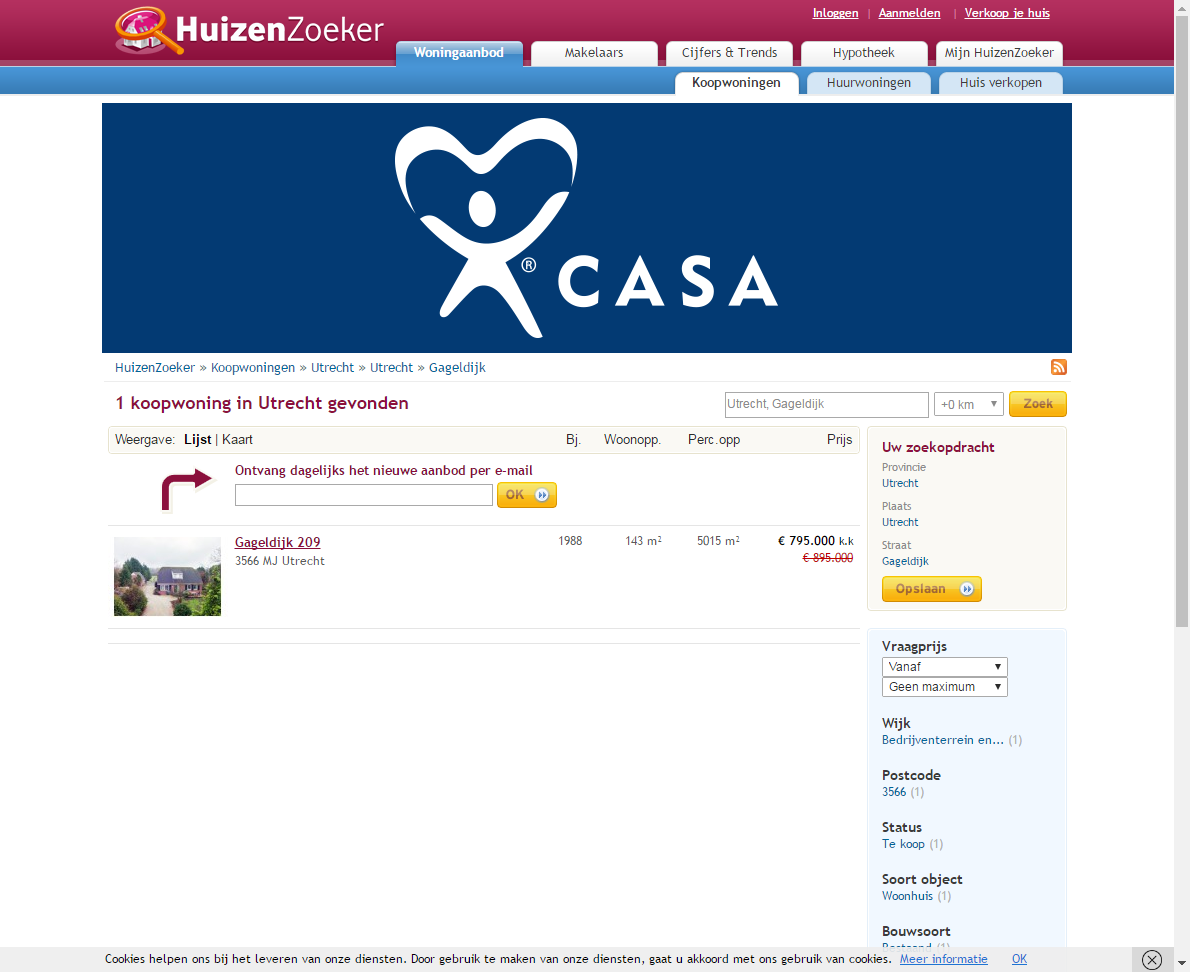 HuizenZoeker
Inloggen | Aanmelden | Verkoop je huis
Woningaanbod Makelaars Cijfers & Trends Hypotheek Mijn HuizenZoeker
Koopwoningen Huurwoningen Huis verkopen
® CASA
HuizenZoeker » Koopwoningen » Utrecht » Utrecht » Gageldijk
1 koopwoning in Utrecht gevonden
Utrecht, Gageldijk +0 km Zoek
Weergave: Lijst | Kaart Bj. Woonopp. Perc.opp Prijs
Ontvang dagelijks het nieuwe aanbod per e-mail
OK
Gageldijk 209 1988 143 m² 5015 m² € 795.000 k.k
3566 MJ Utrecht € 895.000
Uw zoekopdracht
Provincie
Utrecht
Plaats
Utrecht
Straat
Gageldijk
Opslaan
Vraagprijs
Vanaf
Geen maximum
Wijk
Bedrijventerrein en... (1)
Postcode
3566 (1)
Status
Te koop (1)
Soort object
Woonhuis (1)
Bouwsoort
Bestaand (1)
Cookies helpen ons bij het leveren van onze diensten. Door gebruik te maken van onze diensten, gaat u akkoord met ons gebruik van cookies. Meer informatie OK